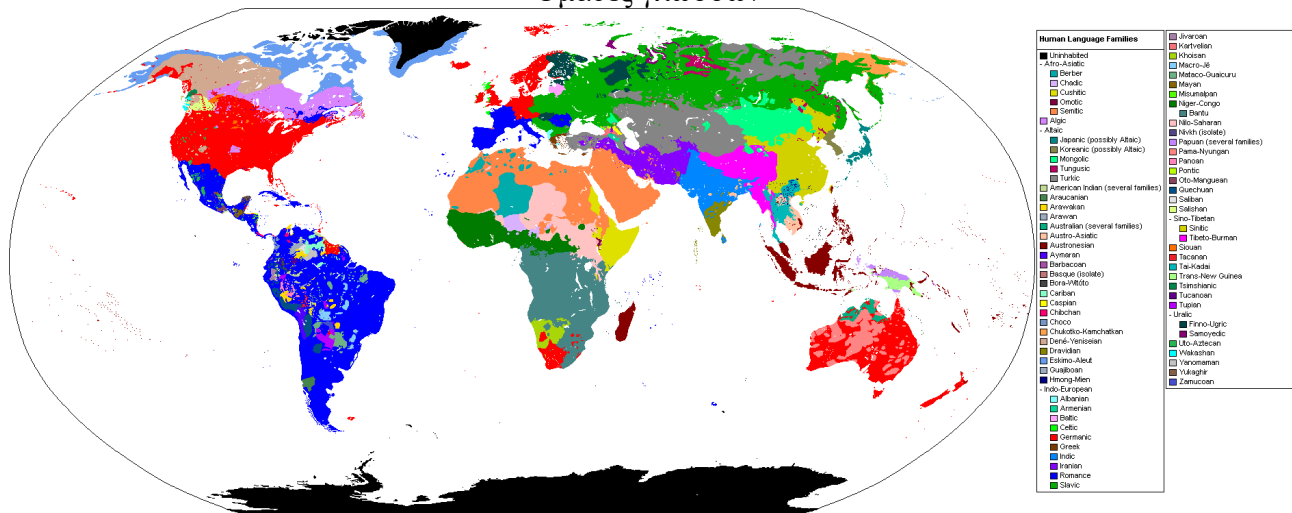 Human Language Families
Uninhabited
- Afro-Asiatic
Berber
Chadic
Cushitic
Omotic
Semitic
Algic
- Altaic
Japanic (possibly Altaic)
Koreanic (possibly Altaic)
Mongolic
Tungusic
Turkic
American Indian (several families)
Araucanian
Arawakan
Arawan
Australian (several families)
Austro-Asiatic
Austronesian
Aymaran
Barbacoan
Basque (isolate)
Bora-Witóto
Cariban
Caspian
Chibchan
Choco
Chukotko-Kamchatkan
Dené-Yeniseian
Dravidian
Eskimo-Aleut
Guajiboan
Hmong-Mien
- Indo-European
Albanian
Armenian
Baltic
Celtic
Germanic
Greek
Indic
Iranian
Romance
Slavic
Jivaroan
Kartvelian
Khoisan
Macro-Jê
Mataco-Guaicuru
Mayan
Misumalpan
Niger-Congo
Bantu
Nilo-Saharan
Nivkh (isolate)
Papuan (several families)
Pama-Nyungan
Panoan
Pontic
Oto-Manguean
Quechuan
Saliban
Salishan
- Sino-Tibetan
Sinitic
Tibeto-Burman
Siouan
Tacanan
Tai-Kadai
Trans-New Guinea
Tsimshianic
Tucanoan
Tupian
- Uralic
Finno-Ugric
Samoyedic
Uto-Aztecan
Wakashan
Yanomaman
Yukaghir
Zamucoan